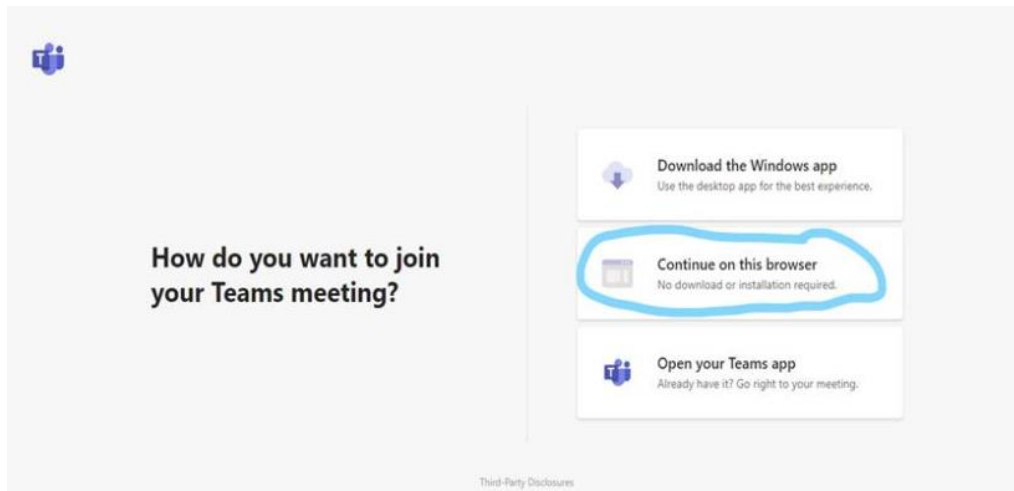 How do you want to join
your Teams meeting?
Download the Windows app
Use the desktop app for the best experience.
Continue on this browser
No download or installation required.
Open your Teams app
Already have it? Go right to your meeting.
Third-Party Disclosures